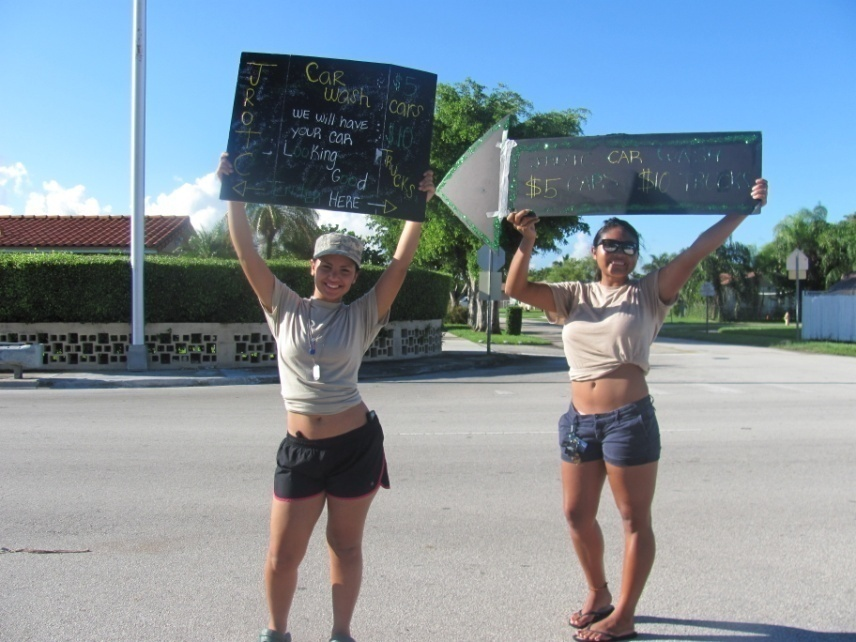 JROTC
Car
wash
we will have
your car
Looking
Good
HERE
$5
cars
$10
Trucks
CAR WASH
$5 CARS $10 TRUCKS